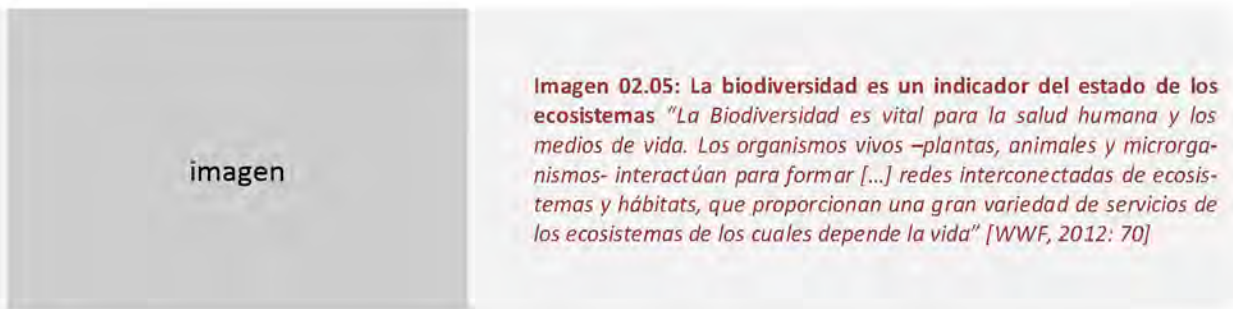 imagen
Imagen 02.05: La biodiversidad es un indicador del estado de los
ecosistemas "La Biodiversidad es vital para la salud humana y los
medios de vida. Los organismos vivos –plantas, animales y microrga-
nismos- interactúan para formar [...] redes interconectadas de ecosis-
temas y hábitats, que proporcionan una gran variedad de servicios de
los ecosistemas de los cuales depende la vida" [WWF, 2012: 70]